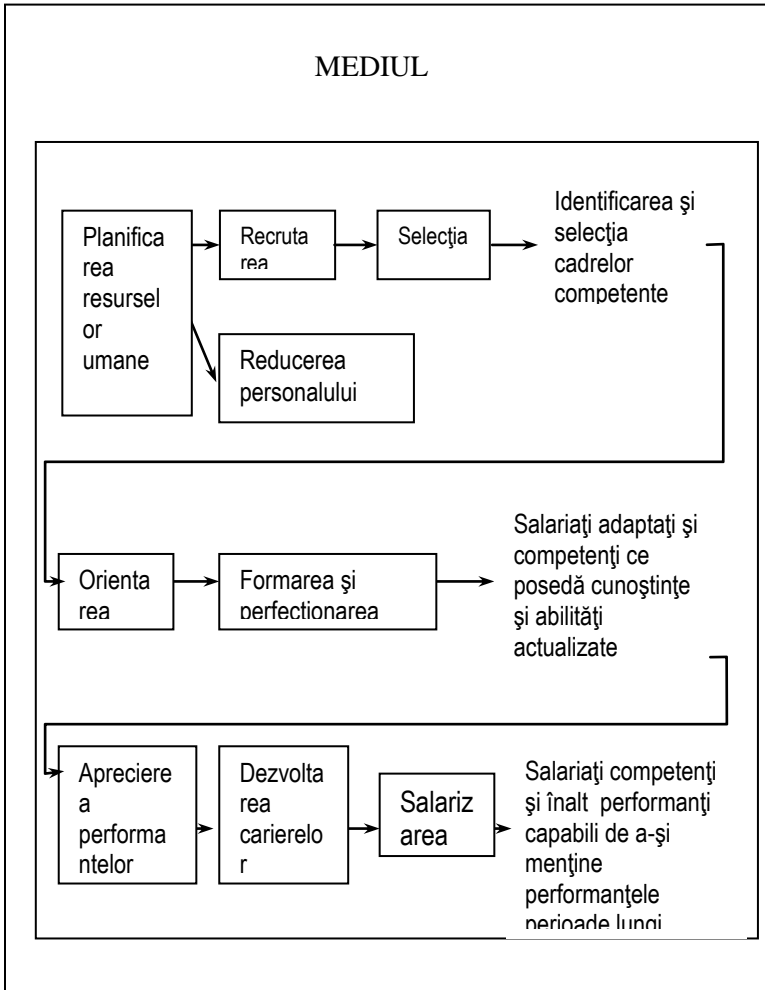 MEDIUL
Planifica
rea
resursel
or
umane
Recruta
rea
Selecţia
Identificarea şi
selecţia
cadrelor
competente
Reducerea
personalului
Orienta
rea
Formarea şi
perfectionarea
Salariaţi adaptaţi şi
competenţi ce
posedă cunoştinţe
şi abilităţi
actualizate
Apreciere
a
performa
ntelor
Dezvolta
rea
carierelo
r
Salariz
area
Salariaţi competenţi
şi înalt performanţi
capabili de a-şi
menţine
performanţele
perioade lungi